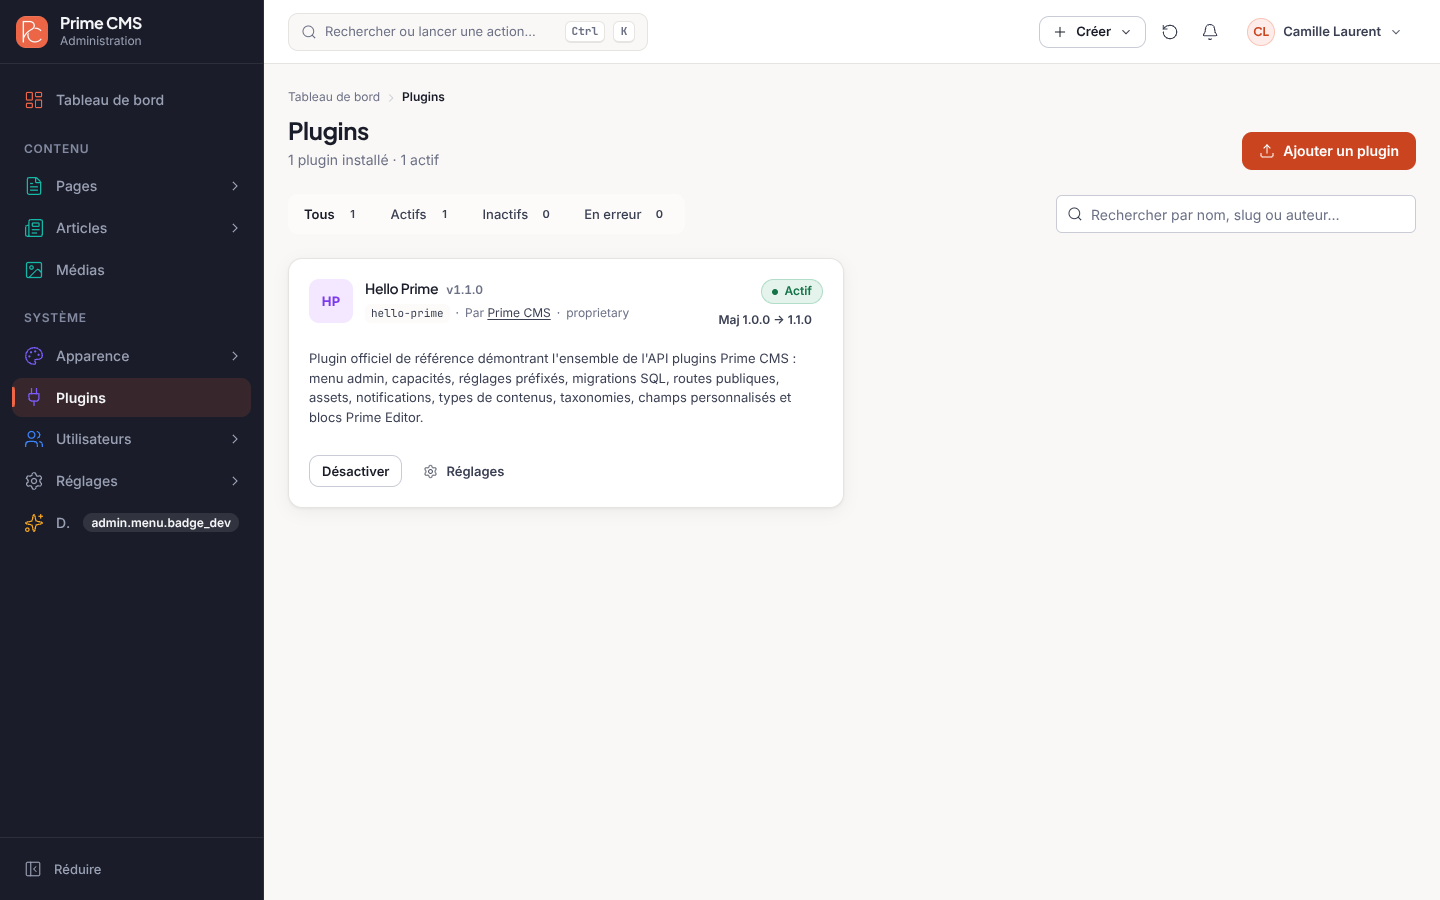 Prime CMS
Administration
Rechercher ou lancer une action...
Ctrl K
Créer
CL Camille Laurent
Tableau de bord
CONTENU
Pages
Articles
Médias
SYSTÈME
Apparence
Plugins
Utilisateurs
Réglages
D. admin.menu.badge_dev
Réduire
Tableau de bord > Plugins
Plugins
1 plugin installé · 1 actif
Ajouter un plugin
Tous 1 Actifs 1 Inactifs 0 En erreur 0
Rechercher par nom, slug ou auteur...
HP
Hello Prime v1.1.0
Actif
hello-prime · Par Prime CMS · proprietary
Maj 1.0.0 → 1.1.0
Plugin officiel de référence démontrant l'ensemble de l'API plugins Prime CMS :
menu admin, capacités, réglages préfixés, migrations SQL, routes publiques,
assets, notifications, types de contenus, taxonomies, champs personnalisés et
blocs Prime Editor.
Désactiver
Réglages